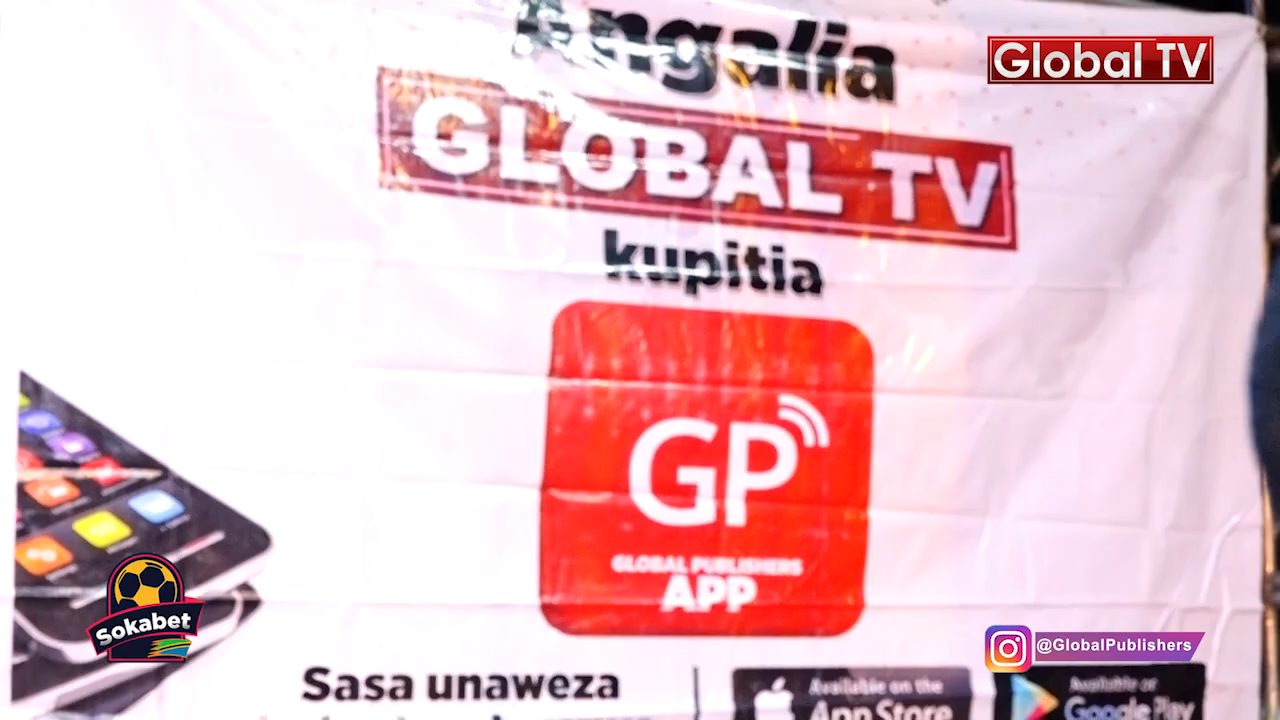 Angalia
Global TV
GLOBAL TV
kupitia
GP
GLOBAL PUBLISHERS
APP
Sokabet
@GlobalPublishers
Sasa unaweza
Available on the
App Store
Available at
Google Play